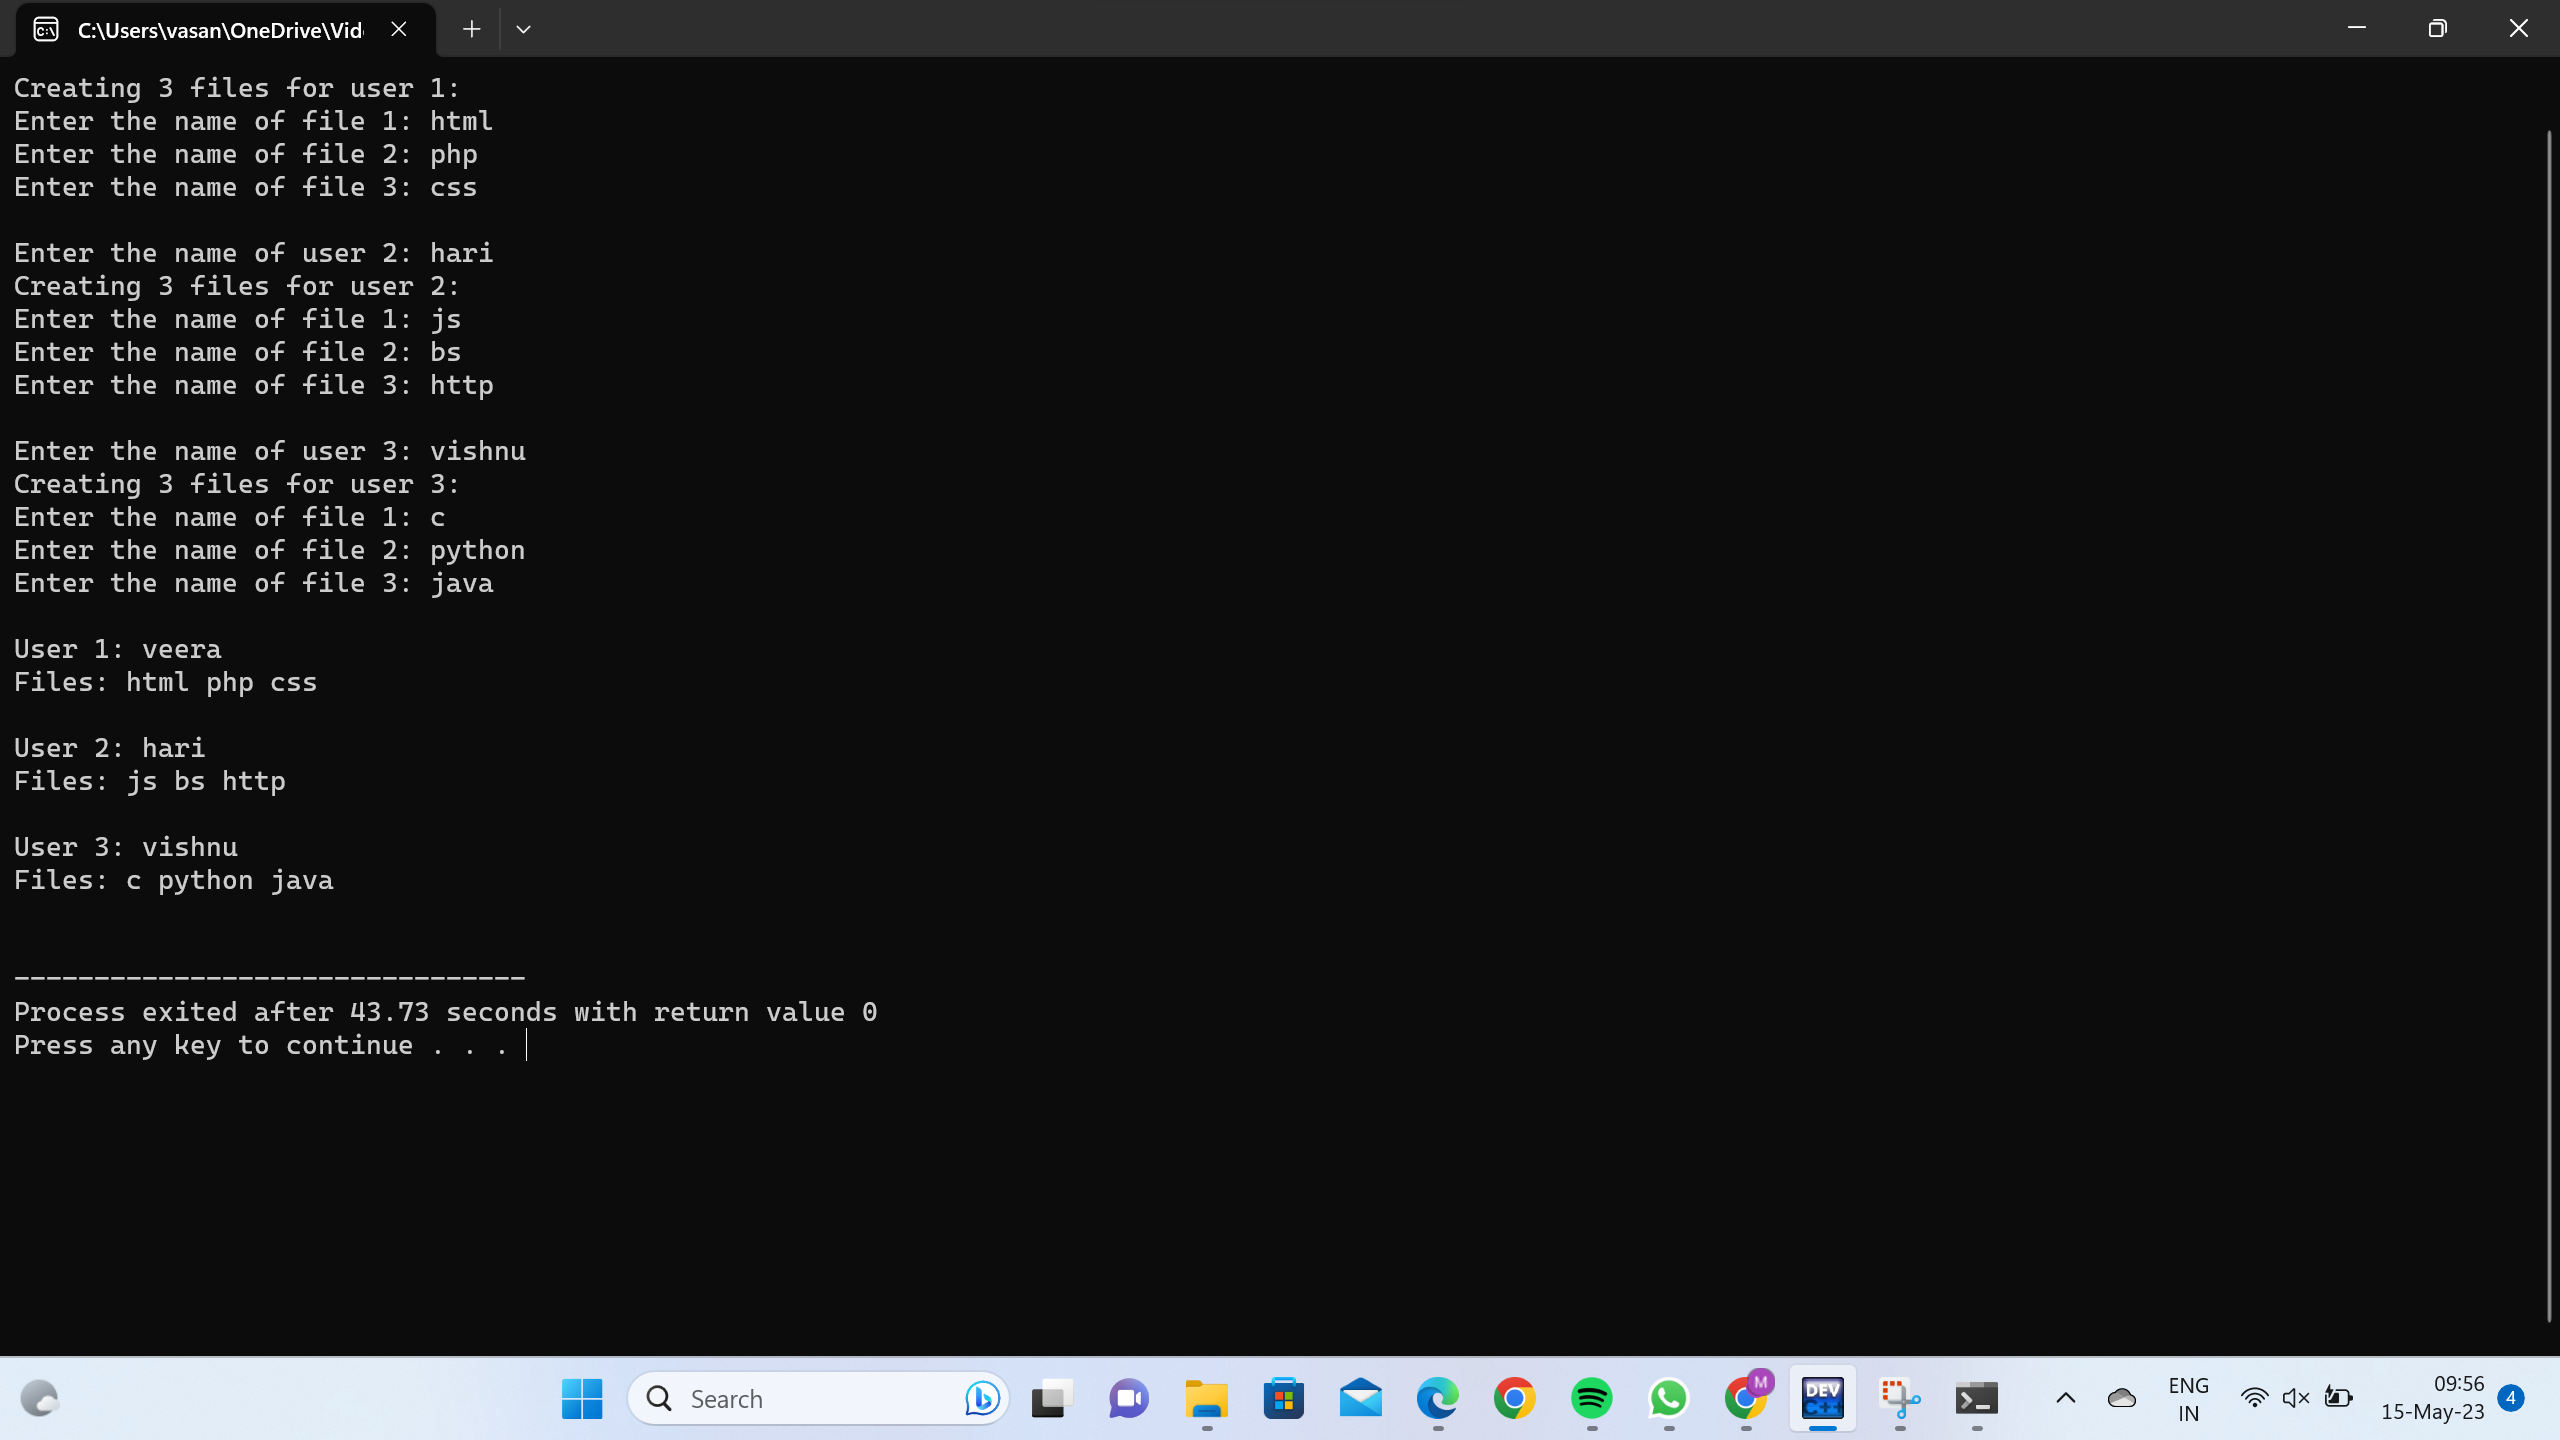 C:\Users\vasan\OneDrive\Vid
Creating 3 files for user 1:
Enter the name of file 1: html
Enter the name of file 2: php
Enter the name of file 3: css
Enter the name of user 2: hari
Creating 3 files for user 2:
Enter the name of file 1: js
Enter the name of file 2: bs
Enter the name of file 3: http
Enter the name of user 3: vishnu
Creating 3 files for user 3:
Enter the name of file 1: c
Enter the name of file 2: python
Enter the name of file 3: java
User 1: veera
Files: html php css
User 2: hari
Files: js bs http
User 3: vishnu
Files: c python java
--------------------------------
Process exited after 43.73 seconds with return value 0
Press any key to continue . . .
Search
M
DEV
C++
ENG
IN
09:56
15-May-23
4